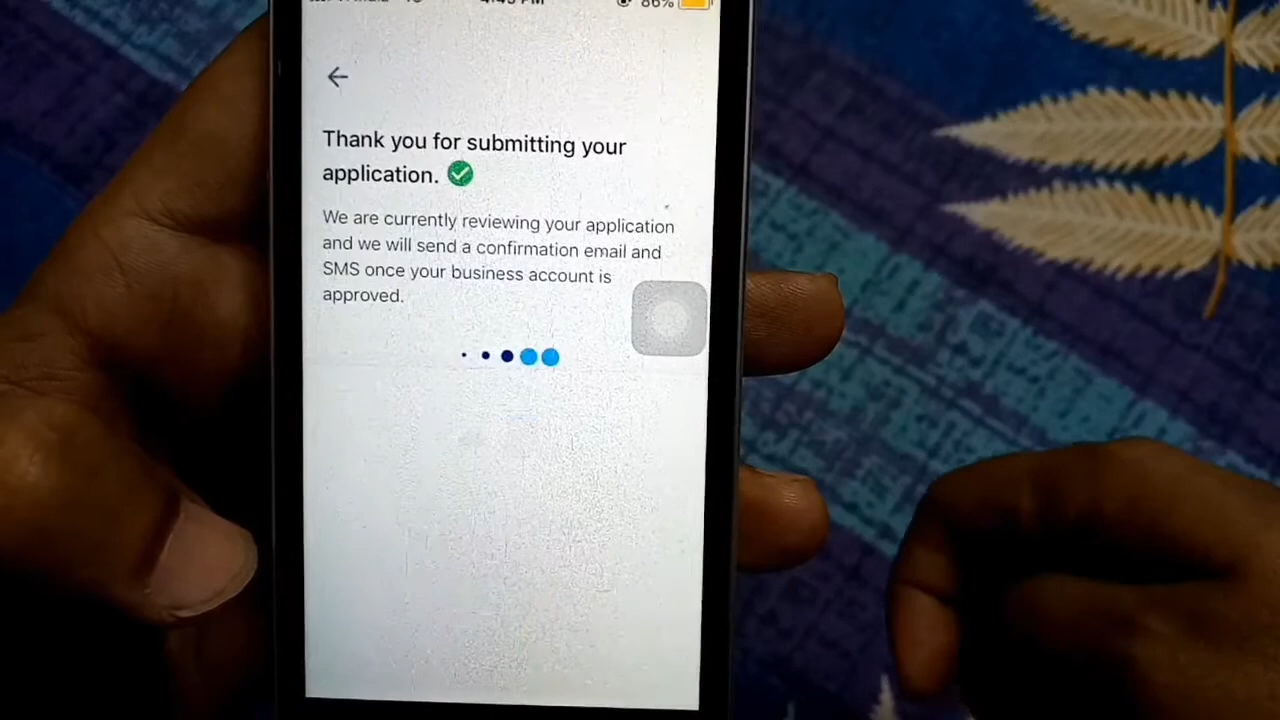 86%
Thank you for submitting your
application.
We are currently reviewing your application
and we will send a confirmation email and
SMS once your business account is
approved.